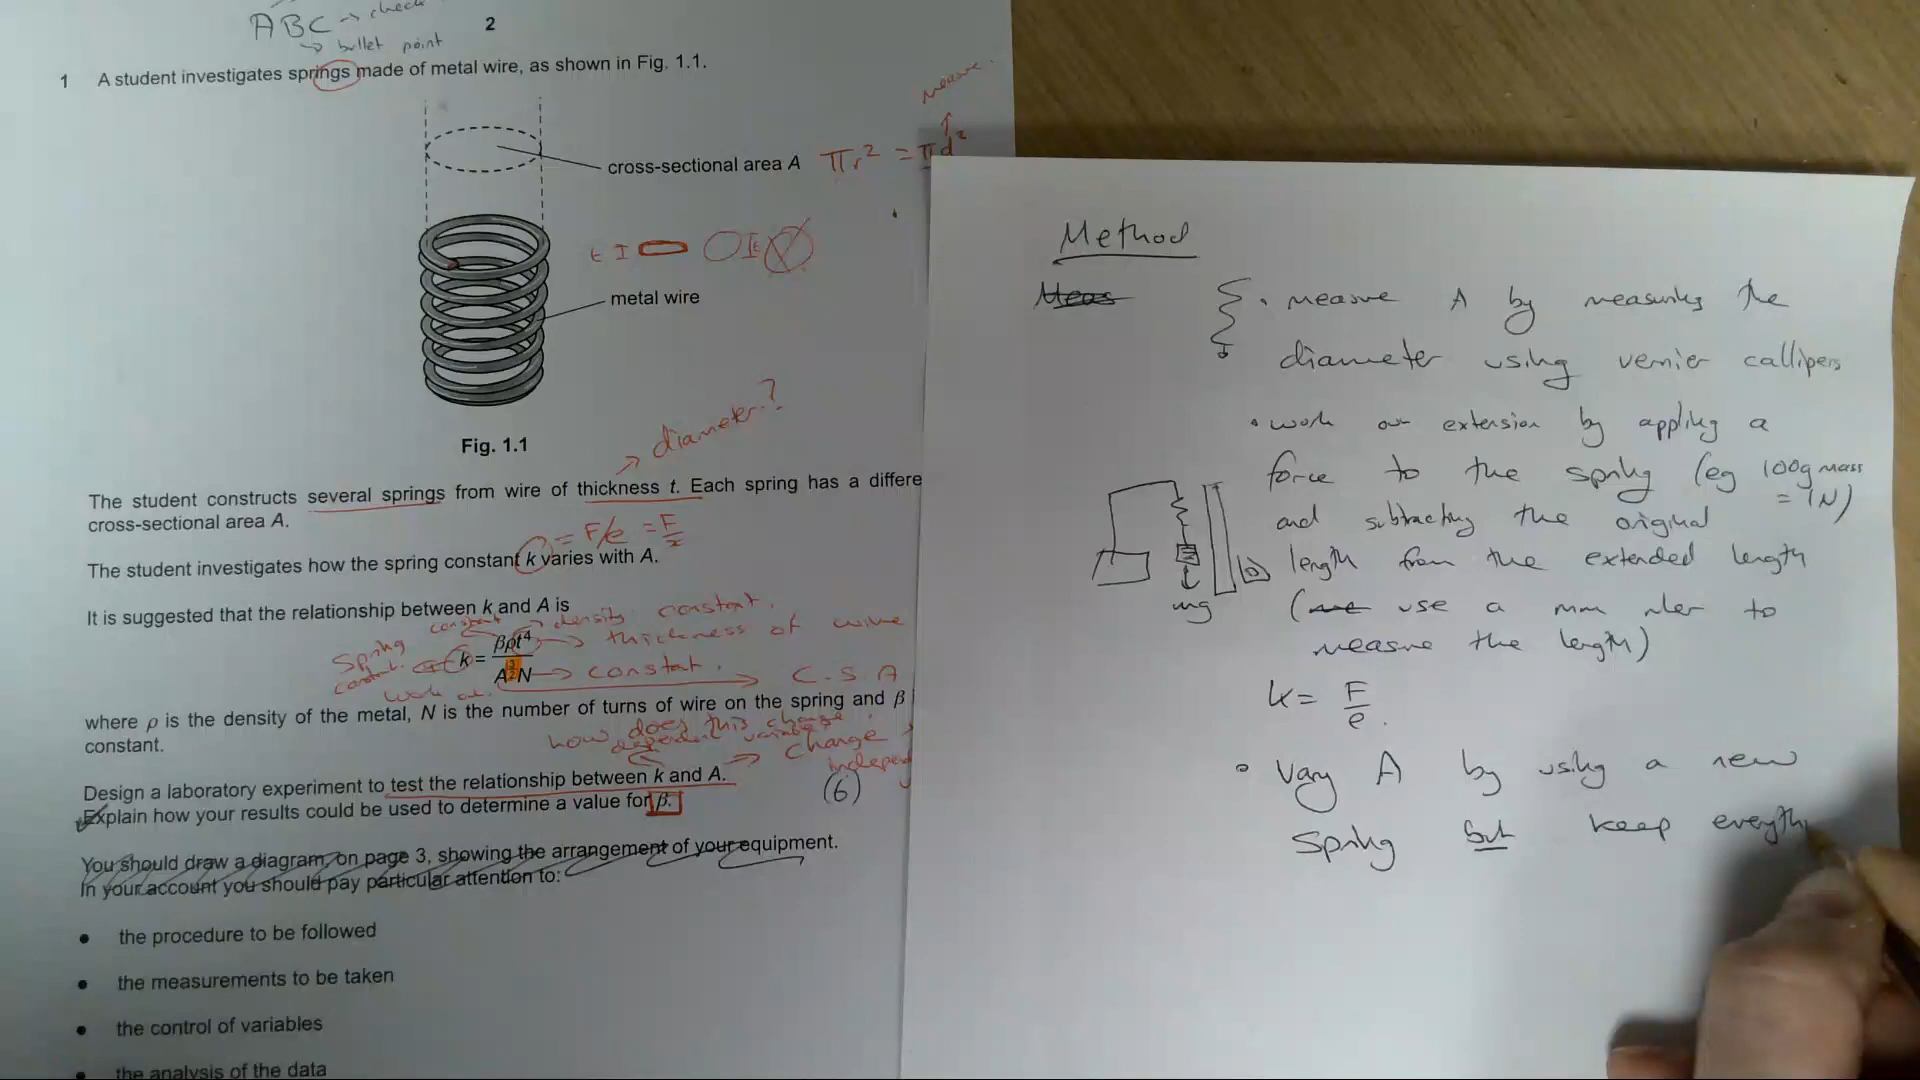 ABC → check
→ bullet point
2
1 A student investigates springs made of metal wire, as shown in Fig. 1.1.
measure
cross-sectional area A
πr² = πd²
t
metal wire
Fig. 1.1
→ diameter?
The student constructs several springs from wire of thickness t. Each spring has a differe
cross-sectional area A.
= F/e = F/x
The student investigates how the spring constant k varies with A.
It is suggested that the relationship between k and A is
constant
→ density constant.
Spring
constant.
k = βρt⁴ / A^(3/2) N
→ thickness of wire
→ constant.
→ C.S.A
work out.
where ρ is the density of the metal, N is the number of turns of wire on the spring and β
constant.
how does this change
dependent variable
→ change
independ
Design a laboratory experiment to test the relationship between k and A.
Explain how your results could be used to determine a value for β.
(6)
You should draw a diagram, on page 3, showing the arrangement of your equipment.
In your account you should pay particular attention to:
• the procedure to be followed
• the measurements to be taken
• the control of variables
• the analysis of the data
Method
Meas
• measure A by measuring the
diameter using vernier callipers
• work out extension by appling a
force to the spring (eg 100g mass
= 1N)
and subtracting the original
length from the extended length
(use a mm ruler to
measure the length)
mg
k = F/e.
• Vary A by using a new
Spring but keep everyth